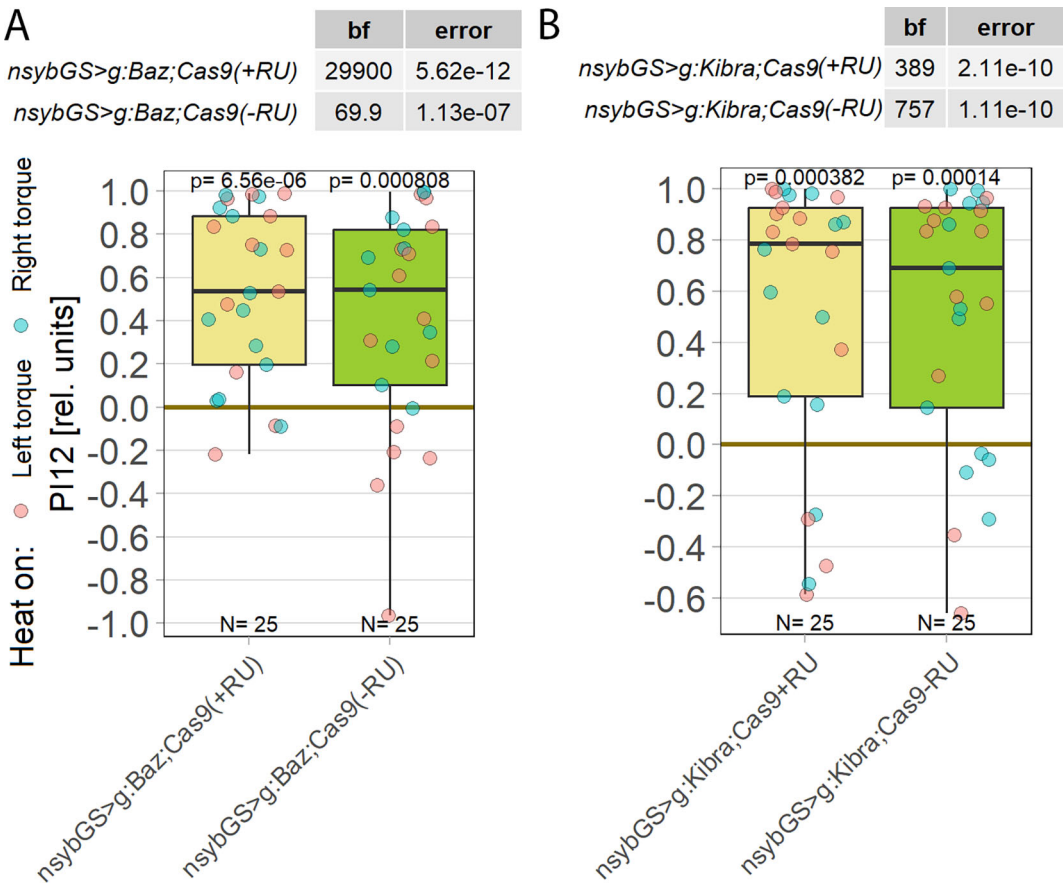 A
bf error
nsybGS>g:Baz;Cas9(+RU) 29900 5.62e-12
nsybGS>g:Baz;Cas9(-RU) 69.9 1.13e-07
Heat on: Left torque Right torque
PI12 [rel. units]
p= 6.56e-06 p= 0.000808
1.0
0.8
0.6
0.4
0.2
0.0
-0.2
-0.4
-0.6
-0.8
-1.0
N= 25 N= 25
nsybGS>g:Baz;Cas9(+RU)
nsybGS>g:Baz;Cas9(-RU)
B
bf error
nsybGS>g:Kibra;Cas9(+RU) 389 2.11e-10
nsybGS>g:Kibra;Cas9(-RU) 757 1.11e-10
p= 0.000382 p= 0.00014
1.0
0.8
0.6
0.4
0.2
0.0
-0.2
-0.4
-0.6
N= 25 N= 25
nsybGS>g:Kibra;Cas9+RU
nsybGS>g:Kibra;Cas9-RU